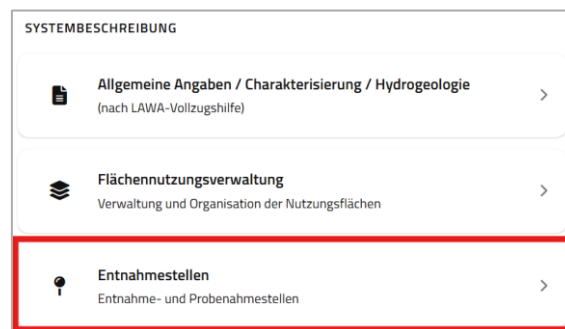 SYSTEMBESCHREIBUNG
Allgemeine Angaben / Charakterisierung / Hydrogeologie
(nach LAWA-Vollzugshilfe)
Flächennutzungsverwaltung
Verwaltung und Organisation der Nutzungsflächen
Entnahmestellen
Entnahme- und Probenahmestellen